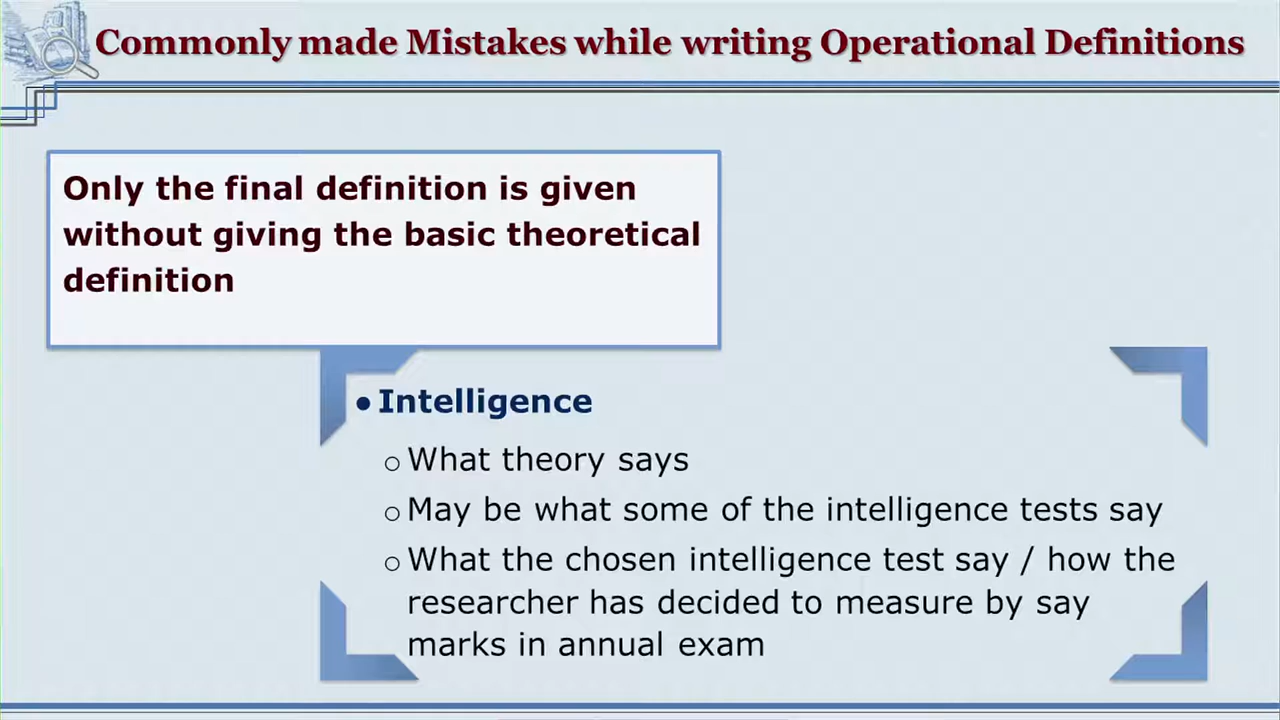 Commonly made Mistakes while writing Operational Definitions
Only the final definition is given
without giving the basic theoretical
definition
● Intelligence
o What theory says
o May be what some of the intelligence tests say
o What the chosen intelligence test say / how the
researcher has decided to measure by say
marks in annual exam